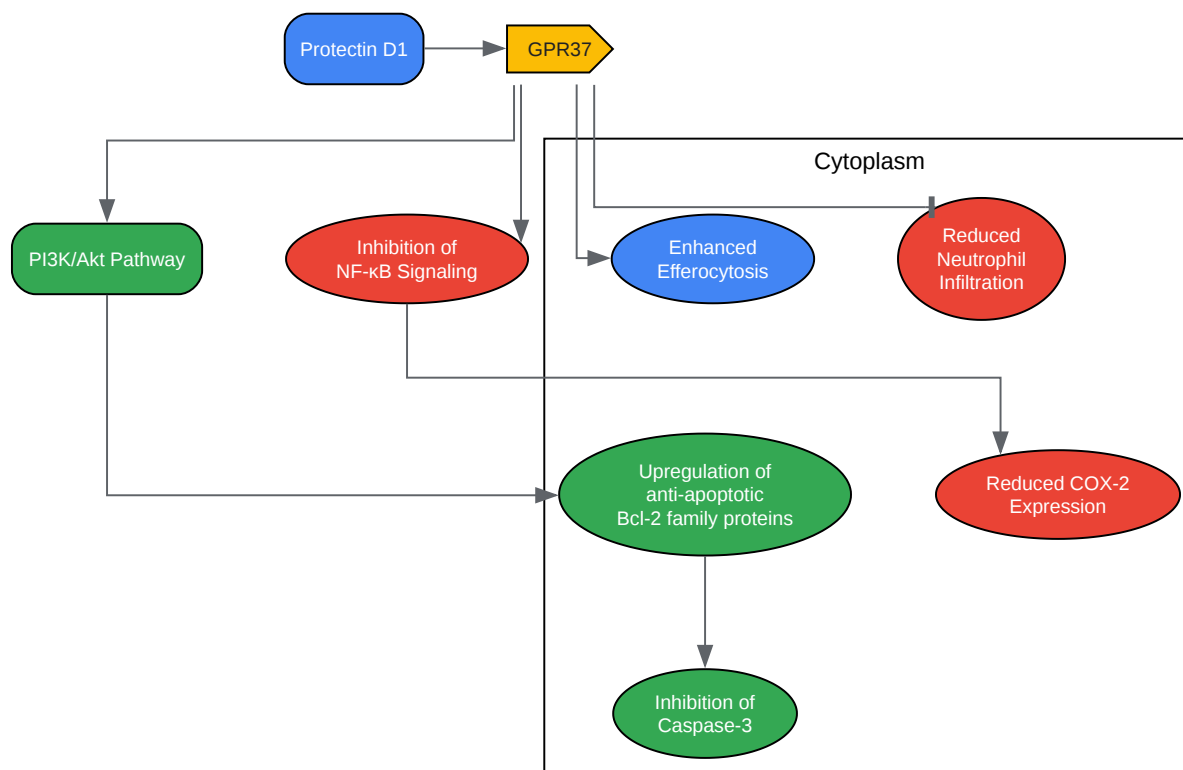 Protectin D1
GPR37
Cytoplasm
PI3K/Akt Pathway
Inhibition of
NF-κB Signaling
Enhanced
Efferocytosis
Reduced
Neutrophil
Infiltration
Upregulation of
anti-apoptotic
Bcl-2 family proteins
Reduced COX-2
Expression
Inhibition of
Caspase-3